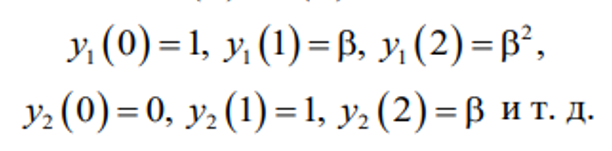 y₁(0) = 1, y₁(1) = β, y₁(2) = β²,
y₂(0) = 0, y₂(1) = 1, y₂(2) = β и т. д.